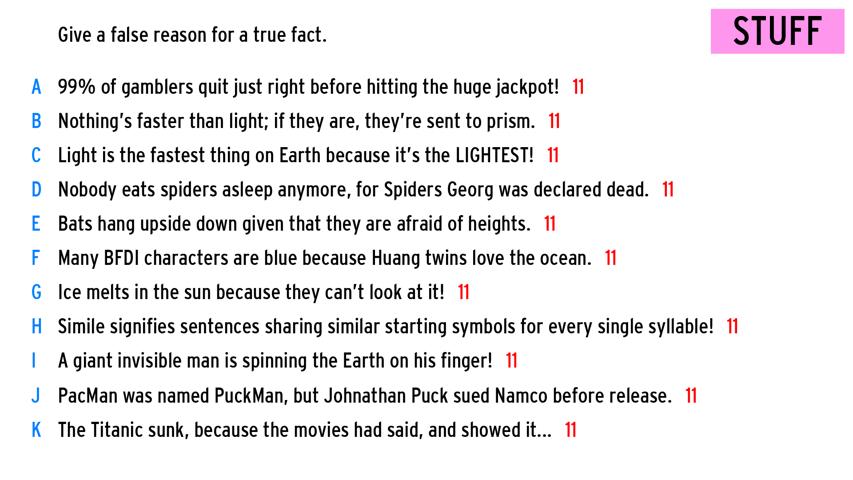 Give a false reason for a true fact.
STUFF
A 99% of gamblers quit just right before hitting the huge jackpot! 11
B Nothing's faster than light; if they are, they're sent to prism. 11
C Light is the fastest thing on Earth because it's the LIGHTEST! 11
D Nobody eats spiders asleep anymore, for Spiders Georg was declared dead. 11
E Bats hang upside down given that they are afraid of heights. 11
F Many BFDI characters are blue because Huang twins love the ocean. 11
G Ice melts in the sun because they can't look at it! 11
H Simile signifies sentences sharing similar starting symbols for every single syllable! 11
I A giant invisible man is spinning the Earth on his finger! 11
J PacMan was named PuckMan, but Johnathan Puck sued Namco before release. 11
K The Titanic sunk, because the movies had said, and showed it... 11